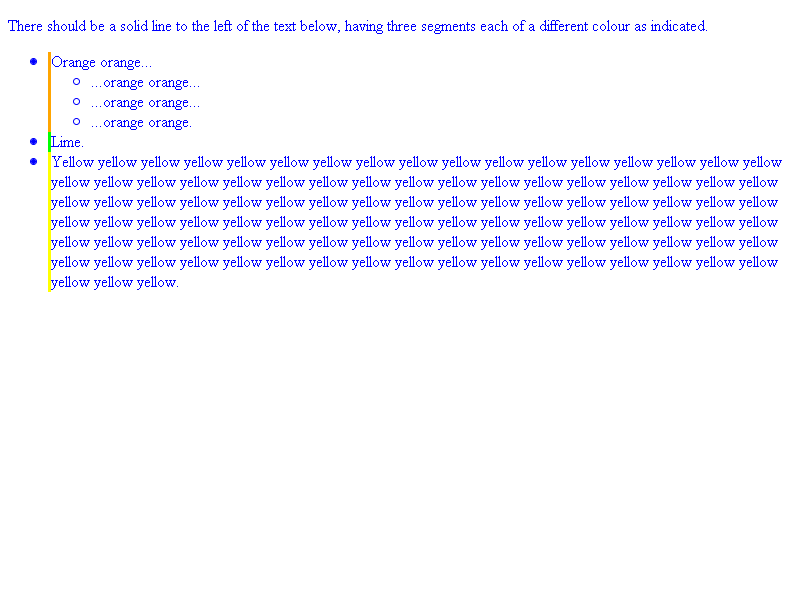 There should be a solid line to the left of the text below, having three segments each of a different colour as indicated.
Orange orange...
...orange orange...
...orange orange...
...orange orange.
Lime.
Yellow yellow yellow yellow yellow yellow yellow yellow yellow yellow yellow yellow yellow yellow yellow yellow yellow
yellow yellow yellow yellow yellow yellow yellow yellow yellow yellow yellow yellow yellow yellow yellow yellow yellow
yellow yellow yellow yellow yellow yellow yellow yellow yellow yellow yellow yellow yellow yellow yellow yellow yellow
yellow yellow yellow yellow yellow yellow yellow yellow yellow yellow yellow yellow yellow yellow yellow yellow yellow
yellow yellow yellow yellow yellow yellow yellow yellow yellow yellow yellow yellow yellow yellow yellow yellow yellow
yellow yellow yellow yellow yellow yellow yellow yellow yellow yellow yellow yellow yellow yellow yellow yellow yellow
yellow yellow yellow.